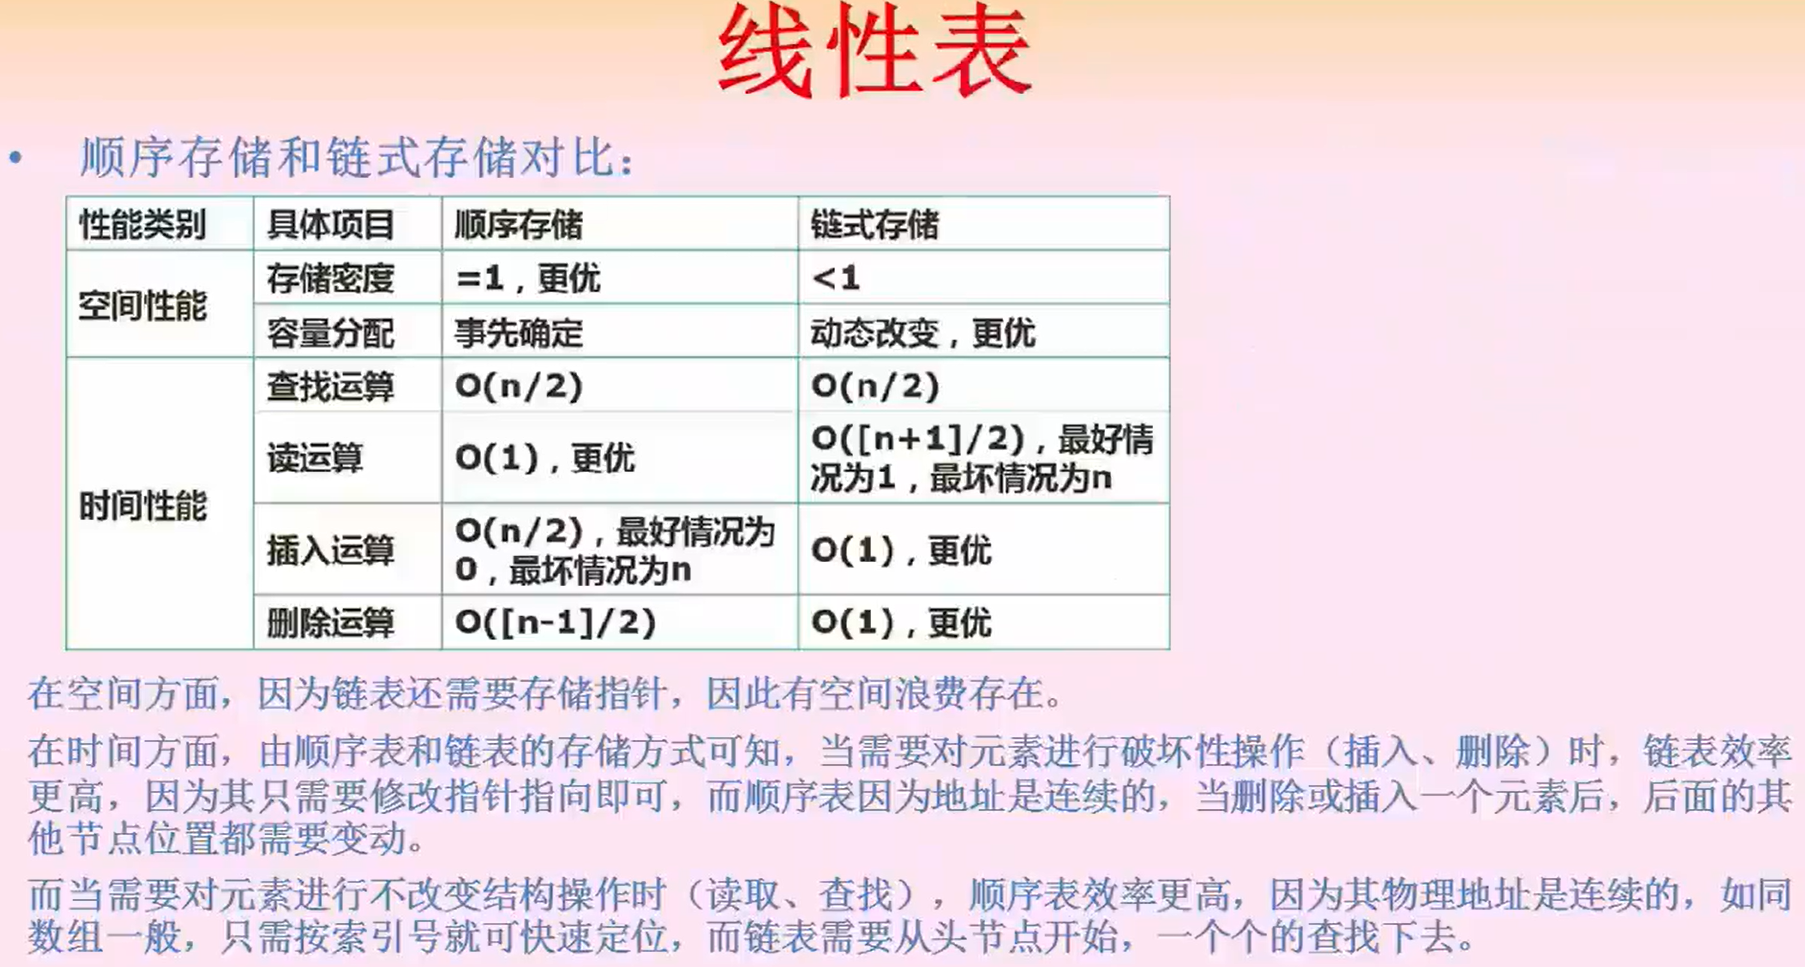 线性表
• 顺序存储和链式存储对比：
性能类别 具体项目 顺序存储 链式存储
空间性能 存储密度 =1，更优 <1
容量分配 事先确定 动态改变，更优
时间性能 查找运算 O(n/2) O(n/2)
读运算 O(1)，更优 O([n+1]/2)，最好情
况为1，最坏情况为n
插入运算 O(n/2)，最好情况为
0，最坏情况为n O(1)，更优
删除运算 O([n-1]/2) O(1)，更优
在空间方面，因为链表还需要存储指针，因此有空间浪费存在。
在时间方面，由顺序表和链表的存储方式可知，当需要对元素进行破坏性操作（插入、删除）时，链表效率
更高，因为其只需要修改指针指向即可，而顺序表因为地址是连续的，当删除或插入一个元素后，后面的其
他节点位置都需要变动。
而当需要对元素进行不改变结构操作时（读取、查找），顺序表效率更高，因为其物理地址是连续的，如同
数组一般，只需按索引号就可快速定位，而链表需要从头节点开始，一个个的查找下去。